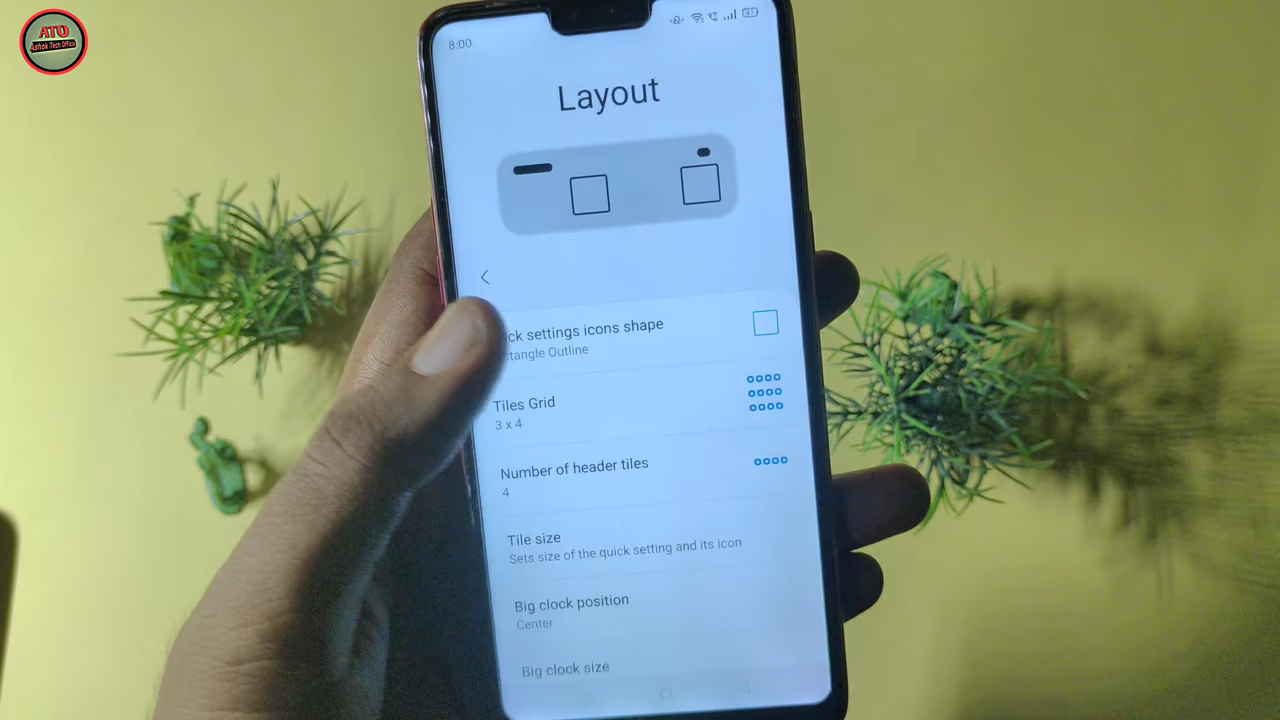 ATO
Ashok Tech Office
8:00
Layout
ck settings icons shape
ctangle Outline
Tiles Grid
3 x 4
Number of header tiles
4
Tile size
Sets size of the quick setting and its icon
Big clock position
Center
Big clock size